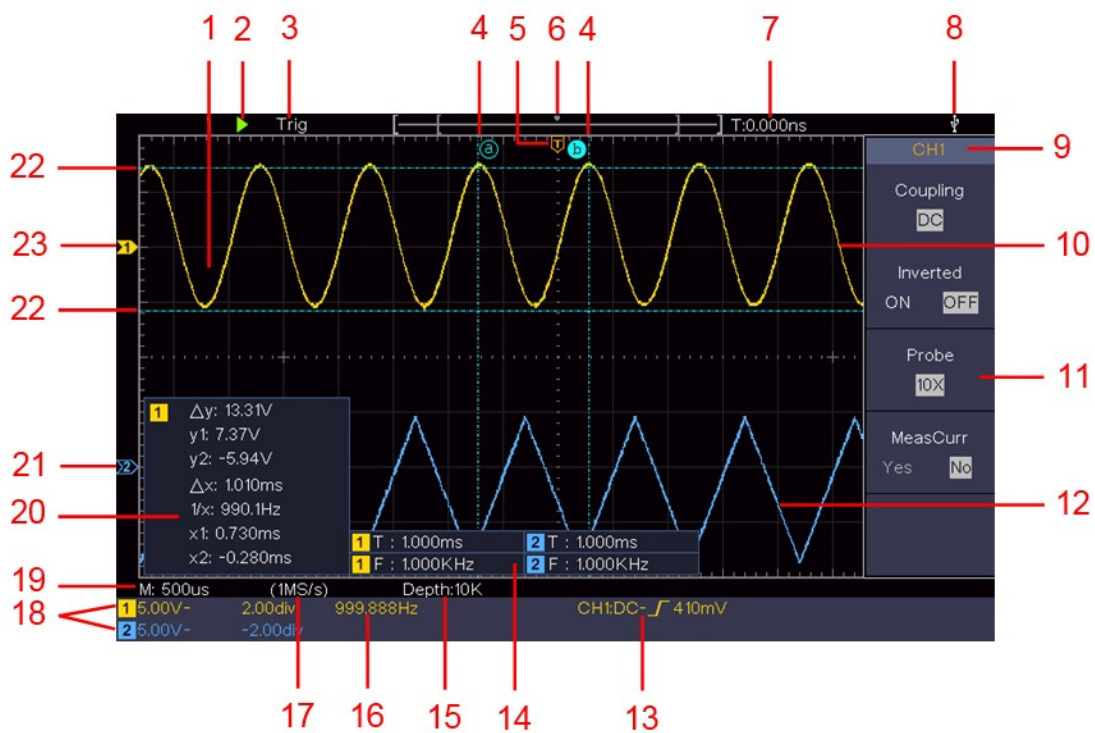 1 2 3 4 5 6 4 7 8
Trig T:0.000ns
a T b
CH1 9
22
Coupling
DC
23 1 10
Inverted
ON OFF
22
Probe
10X 11
1 Δy: 13.31V
y1: 7.37V
y2: -5.94V
Δx: 1.010ms
1/x: 990.1Hz
x1: 0.730ms
x2: -0.280ms
MeasCurr
Yes No
21 2
20 12
1 T : 1.000ms 2 T : 1.000ms
1 F : 1.000KHz 2 F : 1.000KHz
19 M: 500us (1MS/s) Depth:10K
18 1 5.00V- 2.00div 999.888Hz CH1:DC- 410mV
2 5.00V- -2.00div
17 16 15 14 13